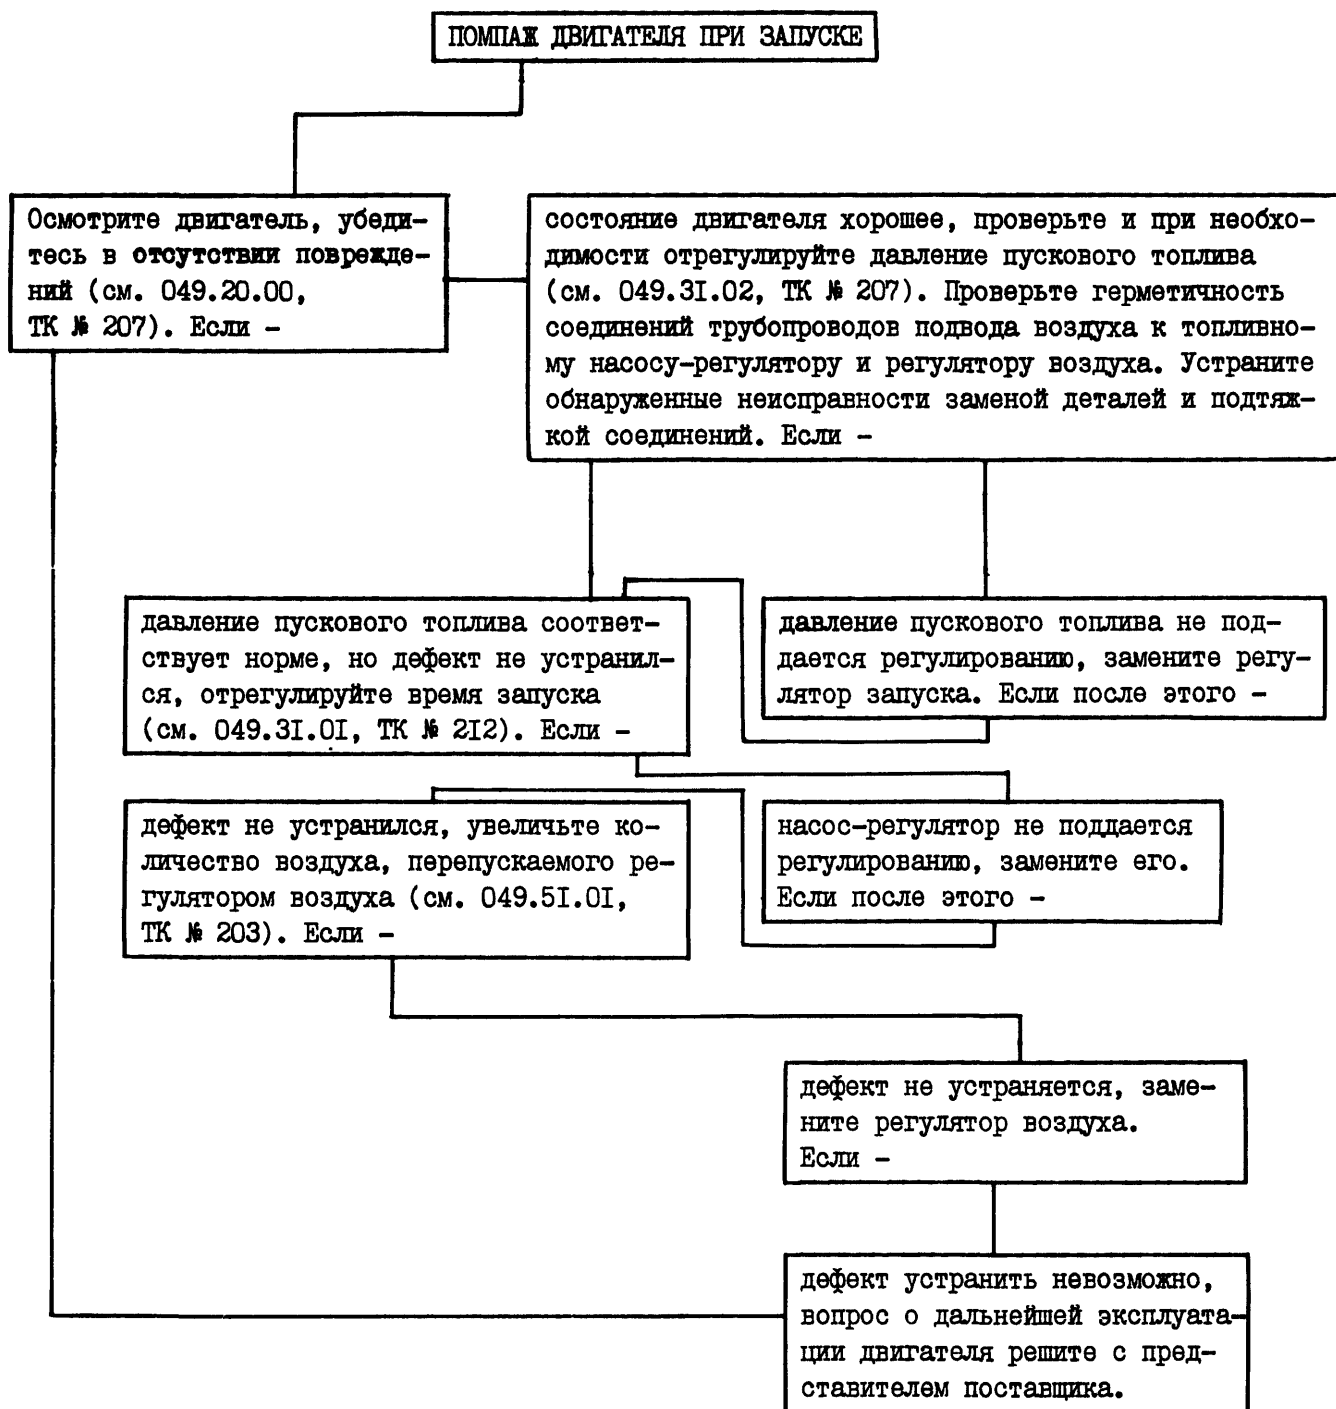 ПОМПАЖ ДВИГАТЕЛЯ ПРИ ЗАПУСКЕ
Осмотрите двигатель, убеди-
тесь в отсутствии поврежде-
ний (см. 049.20.00,
ТК № 207). Если –
состояние двигателя хорошее, проверьте и при необхо-
димости отрегулируйте давление пускового топлива
(см. 049.3I.02, ТК № 207). Проверьте герметичность
соединений трубопроводов подвода воздуха к топливно-
му насосу-регулятору и регулятору воздуха. Устраните
обнаруженные неисправности заменой деталей и подтяж-
кой соединений. Если –
давление пускового топлива соответ-
ствует норме, но дефект не устранил-
ся, отрегулируйте время запуска
(см. 049.3I.0I, ТК № 2I2). Если –
давление пускового топлива не под-
дается регулированию, замените регу-
лятор запуска. Если после этого –
дефект не устранился, увеличьте ко-
личество воздуха, перепускаемого ре-
гулятором воздуха (см. 049.5I.0I,
ТК № 203). Если –
насос-регулятор не поддается
регулированию, замените его.
Если после этого –
дефект не устраняется, заме-
ните регулятор воздуха.
Если –
дефект устранить невозможно,
вопрос о дальнейшей эксплуата-
ции двигателя решите с пред-
ставителем поставщика.